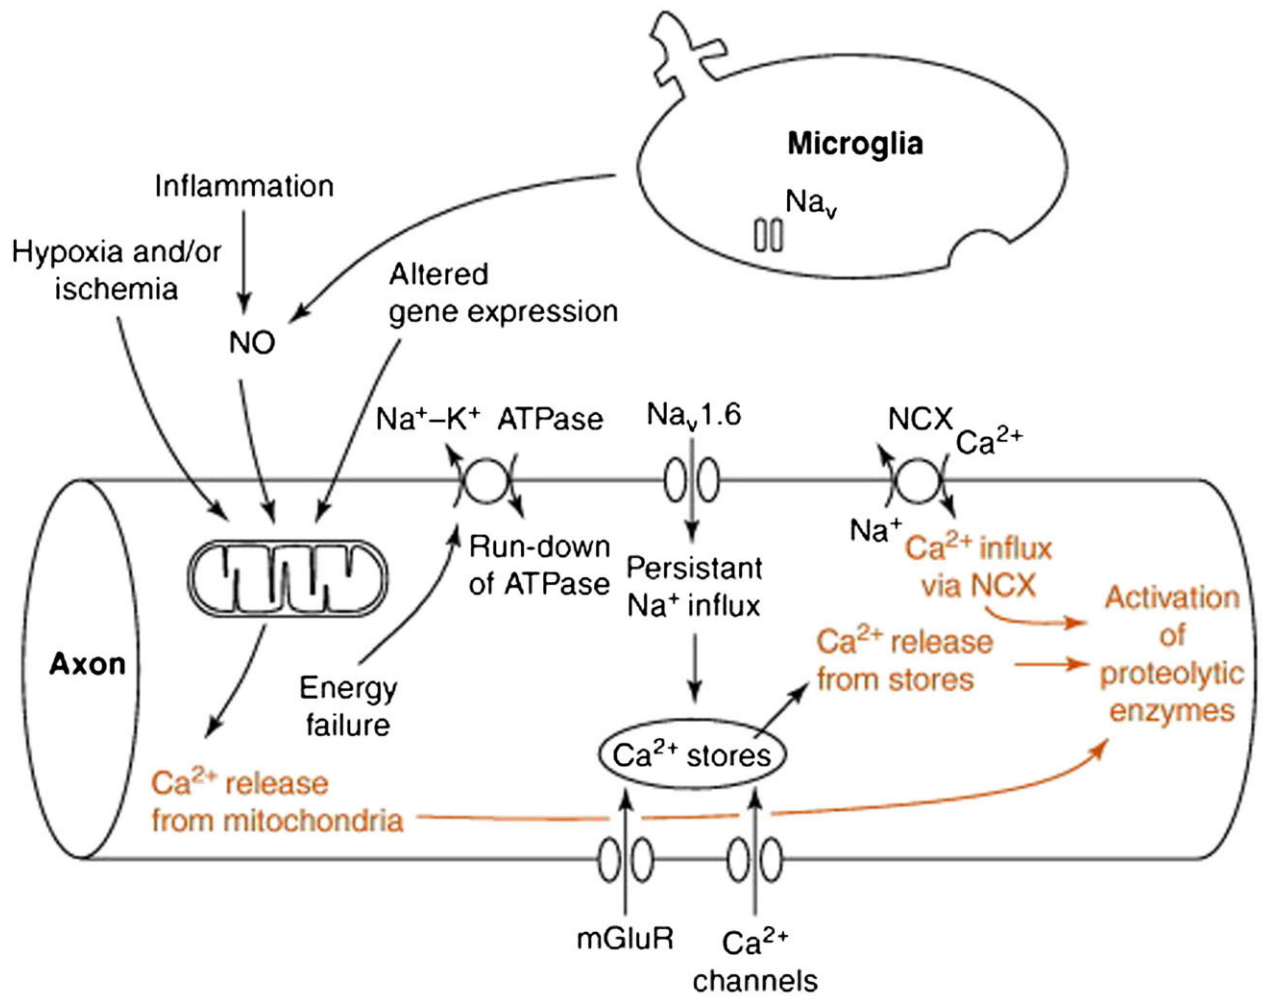 Microglia
Naᵥ
Inflammation
Hypoxia and/or
ischemia
Altered
gene expression
NO
Na⁺–K⁺ ATPase
Naᵥ1.6
NCX
Ca²⁺
Na⁺
Run-down
of ATPase
Persistant
Na⁺ influx
Ca²⁺ influx
via NCX
Activation
of
proteolytic
enzymes
Ca²⁺ release
from stores
Axon
Energy
failure
Ca²⁺ stores
Ca²⁺ release
from mitochondria
mGluR
Ca²⁺
channels